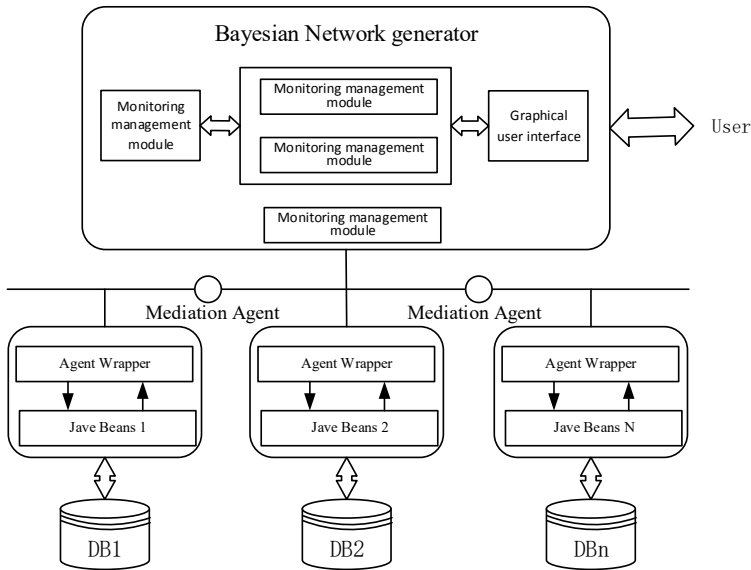 Bayesian Network generator
Monitoring
management
module
Monitoring management
module
Monitoring management
module
Graphical
user interface
User
Monitoring management
module
Mediation Agent
Mediation Agent
Agent Wrapper
Jave Beans 1
Agent Wrapper
Jave Beans 2
Agent Wrapper
Jave Beans N
DB1
DB2
DBn